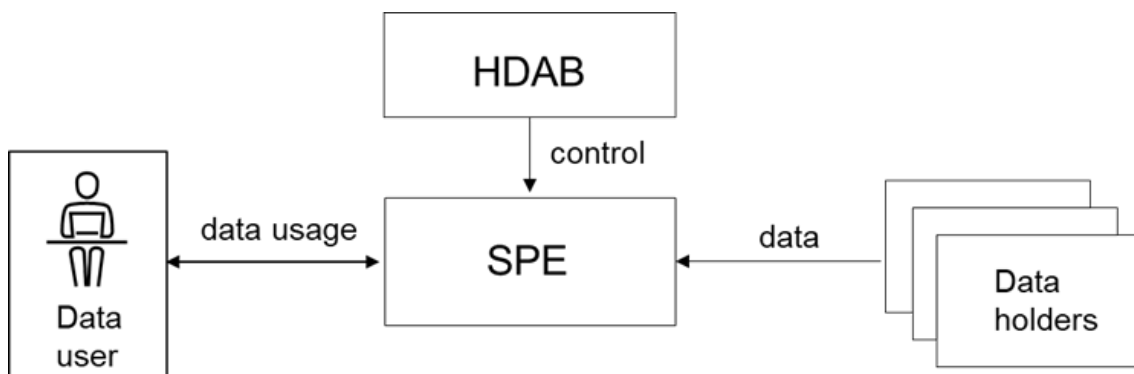 HDAB
control
data usage
SPE
data
Data
user
Data
holders